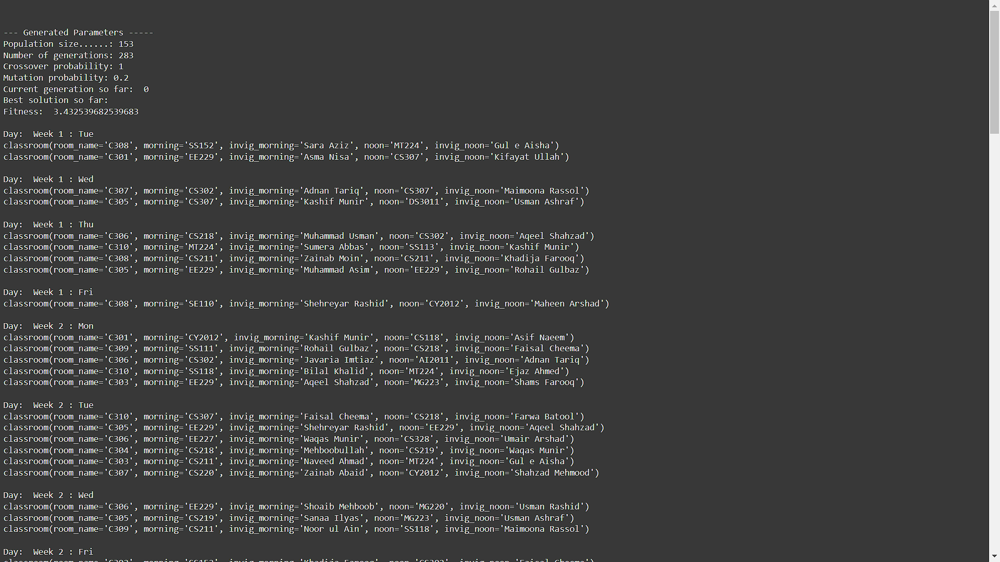 --- Generated Parameters -----
Population size......: 153
Number of generations: 283
Crossover probability: 1
Mutation probability: 0.2
Current generation so far:  0
Best solution so far:
Fitness:  3.432539682539683
Day:  Week 1 : Tue
classroom(room_name='C308', morning='SS152', invig_morning='Sara Aziz', noon='MT224', invig_noon='Gul e Aisha')
classroom(room_name='C301', morning='EE229', invig_morning='Asma Nisa', noon='CS307', invig_noon='Kifayat Ullah')
Day:  Week 1 : Wed
classroom(room_name='C307', morning='CS302', invig_morning='Adnan Tariq', noon='CS307', invig_noon='Maimoona Rassol')
classroom(room_name='C305', morning='CS307', invig_morning='Kashif Munir', noon='DS3011', invig_noon='Usman Ashraf')
Day:  Week 1 : Thu
classroom(room_name='C306', morning='CS218', invig_morning='Muhammad Usman', noon='CS302', invig_noon='Aqeel Shahzad')
classroom(room_name='C310', morning='MT224', invig_morning='Sumera Abbas', noon='SS113', invig_noon='Kashif Munir')
classroom(room_name='C308', morning='CS211', invig_morning='Zainab Moin', noon='CS211', invig_noon='Khadija Farooq')
classroom(room_name='C305', morning='EE229', invig_morning='Muhammad Asim', noon='EE229', invig_noon='Rohail Gulbaz')
Day:  Week 1 : Fri
classroom(room_name='C308', morning='SE110', invig_morning='Shehreyar Rashid', noon='CY2012', invig_noon='Maheen Arshad')
Day:  Week 2 : Mon
classroom(room_name='C301', morning='CY2012', invig_morning='Kashif Munir', noon='CS118', invig_noon='Asif Naeem')
classroom(room_name='C309', morning='SS111', invig_morning='Rohail Gulbaz', noon='CS218', invig_noon='Faisal Cheema')
classroom(room_name='C306', morning='CS302', invig_morning='Javaria Imtiaz', noon='AI2011', invig_noon='Adnan Tariq')
classroom(room_name='C310', morning='SS118', invig_morning='Bilal Khalid', noon='MT224', invig_noon='Ejaz Ahmed')
classroom(room_name='C303', morning='EE229', invig_morning='Aqeel Shahzad', noon='MG223', invig_noon='Shams Farooq')
Day:  Week 2 : Tue
classroom(room_name='C310', morning='CS307', invig_morning='Faisal Cheema', noon='CS218', invig_noon='Farwa Batool')
classroom(room_name='C305', morning='EE229', invig_morning='Shehreyar Rashid', noon='EE229', invig_noon='Aqeel Shahzad')
classroom(room_name='C306', morning='EE227', invig_morning='Waqas Munir', noon='CS328', invig_noon='Umair Arshad')
classroom(room_name='C304', morning='CS218', invig_morning='Mehboobullah', noon='CS219', invig_noon='Waqas Munir')
classroom(room_name='C303', morning='CS211', invig_morning='Naveed Ahmad', noon='MT224', invig_noon='Gul e Aisha')
classroom(room_name='C307', morning='CS220', invig_morning='Zainab Abaid', noon='CY2012', invig_noon='Shahzad Mehmood')
Day:  Week 2 : Wed
classroom(room_name='C306', morning='EE229', invig_morning='Shoaib Mehboob', noon='MG220', invig_noon='Usman Rashid')
classroom(room_name='C305', morning='CS219', invig_morning='Sanaa Ilyas', noon='MG223', invig_noon='Usman Ashraf')
classroom(room_name='C309', morning='CS211', invig_morning='Noor ul Ain', noon='SS118', invig_noon='Maimoona Rassol')
Day:  Week 2 : Fri